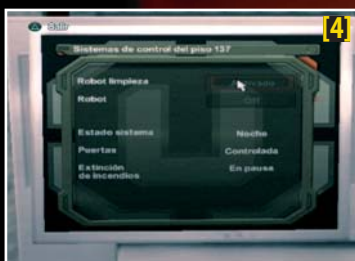 Salir
[4]
Sistemas de control del piso 137
Robot limpieza
Robot Off
Estado sistema Noche
Puertas Controlada
Extinción de incendios En pausa